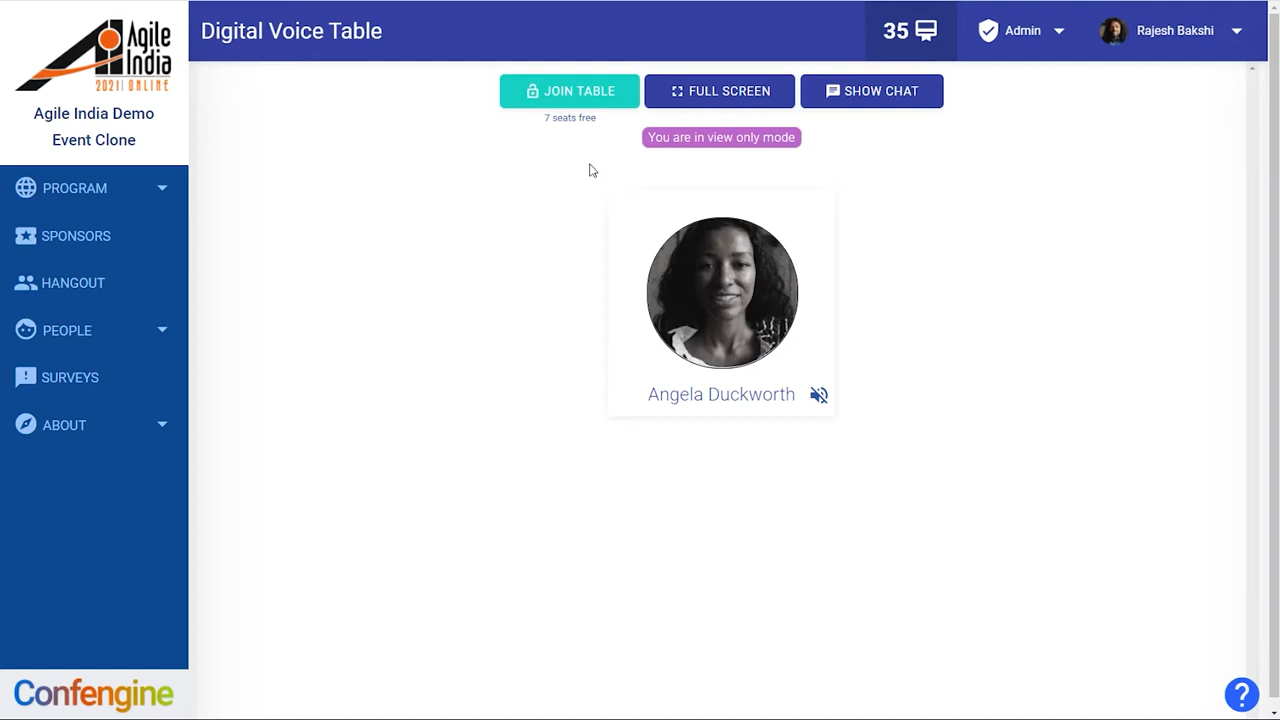 Agile
India
2021 ONLINE
Agile India Demo
Event Clone
PROGRAM
SPONSORS
HANGOUT
PEOPLE
SURVEYS
ABOUT
Confengine
Digital Voice Table
35
Admin
Rajesh Bakshi
JOIN TABLE
FULL SCREEN
SHOW CHAT
7 seats free
You are in view only mode
Angela Duckworth
?